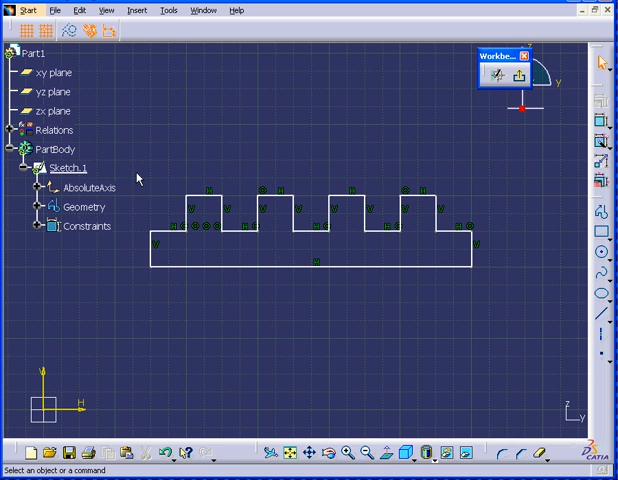 Start File Edit View Insert Tools Window Help
Workbe...
Part1
xy plane
yz plane
zx plane
Relations
PartBody
Sketch.1
AbsoluteAxis
Geometry
Constraints
z
y
H H
H H
V V V V V V V V
H H H H H
V V
H
V
H
z
y
CATIA
Select an object or a command